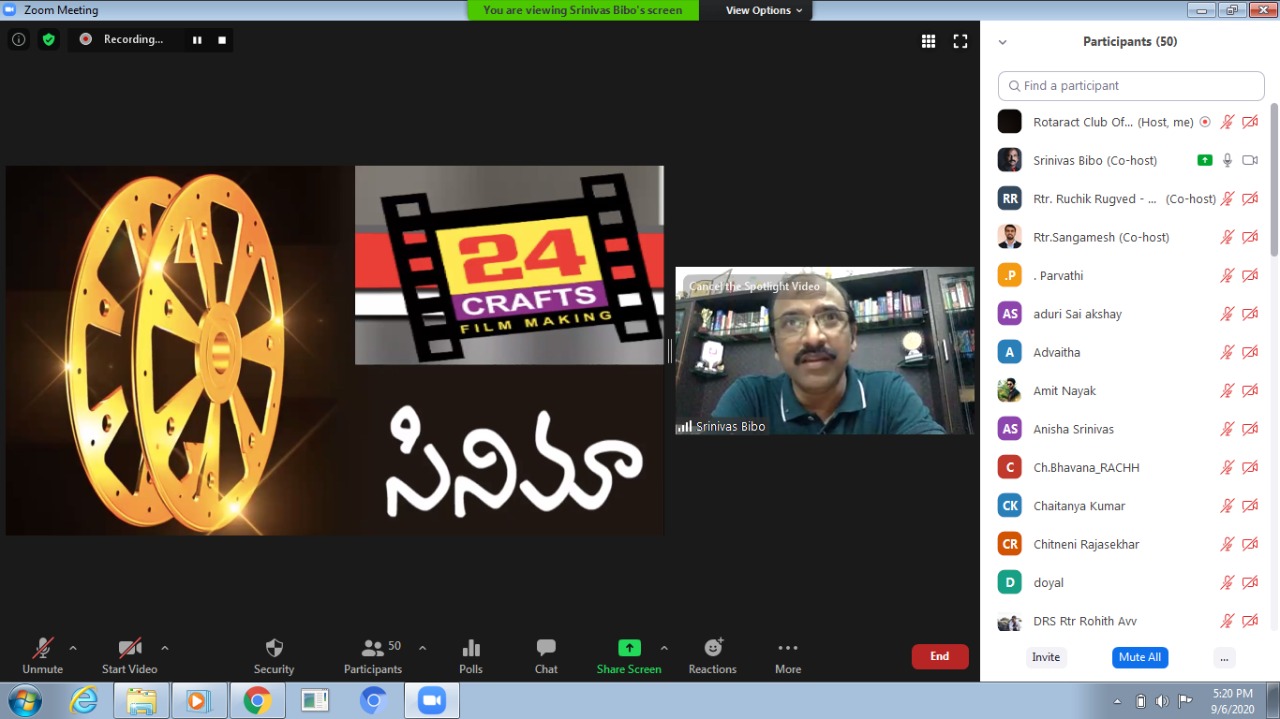 Zoom Meeting
You are viewing Srinivas Bibo's screen
View Options
Recording...
24
CRAFTS
FILM MAKING
సినిమా
Cancel the Spotlight Video
Srinivas Bibo
Participants (50)
Find a participant
Rotaract Club Of... (Host, me)
Srinivas Bibo (Co-host)
RR Rtr. Ruchik Rugved - ... (Co-host)
Rtr.Sangamesh (Co-host)
.P . Parvathi
AS aduri Sai akshay
A Advaitha
Amit Nayak
AS Anisha Srinivas
C Ch.Bhavana_RACHH
CK Chaitanya Kumar
CR Chitneni Rajasekhar
D doyal
DRS Rtr Rohith Avv
Invite Mute All ...
Unmute
Start Video
Security
50
Participants
Polls
Chat
Share Screen
Reactions
More
End
5:20 PM
9/6/2020